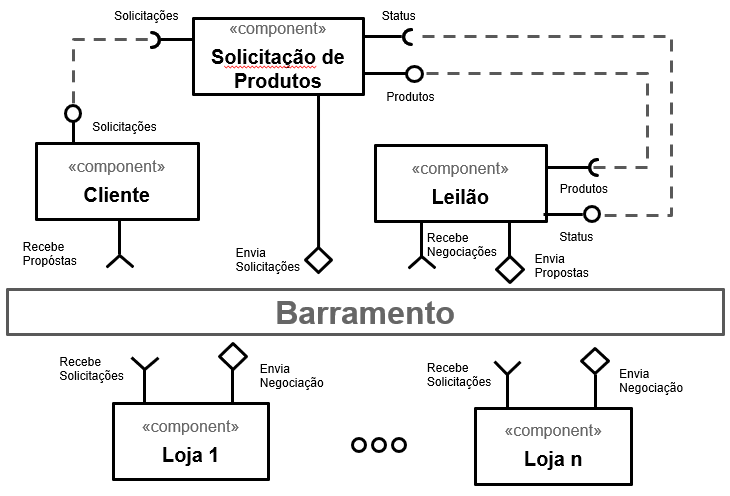 Solicitações
«component»
Solicitação de
Produtos
Status
Produtos
Solicitações
«component»
Cliente
«component»
Leilão
Produtos
Status
Recebe
Propóstas
Envia
Solicitações
Recebe
Negociações
Envia
Propostas
Barramento
Recebe
Solicitações
Envia
Negociação
Recebe
Solicitações
Envia
Negociação
«component»
Loja 1
«component»
Loja n